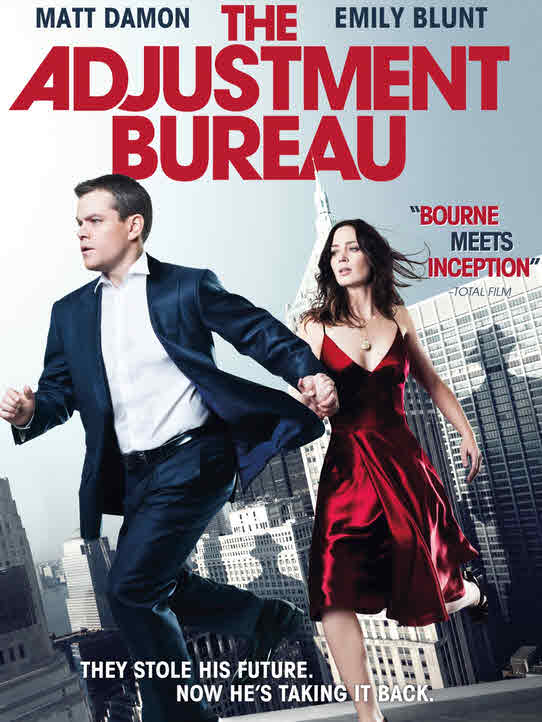 MATT DAMON THE EMILY BLUNT
ADJUSTMENT
BUREAU
"BOURNE
MEETS
INCEPTION"
-TOTAL FILM
THEY STOLE HIS FUTURE.
NOW HE'S TAKING IT BACK.